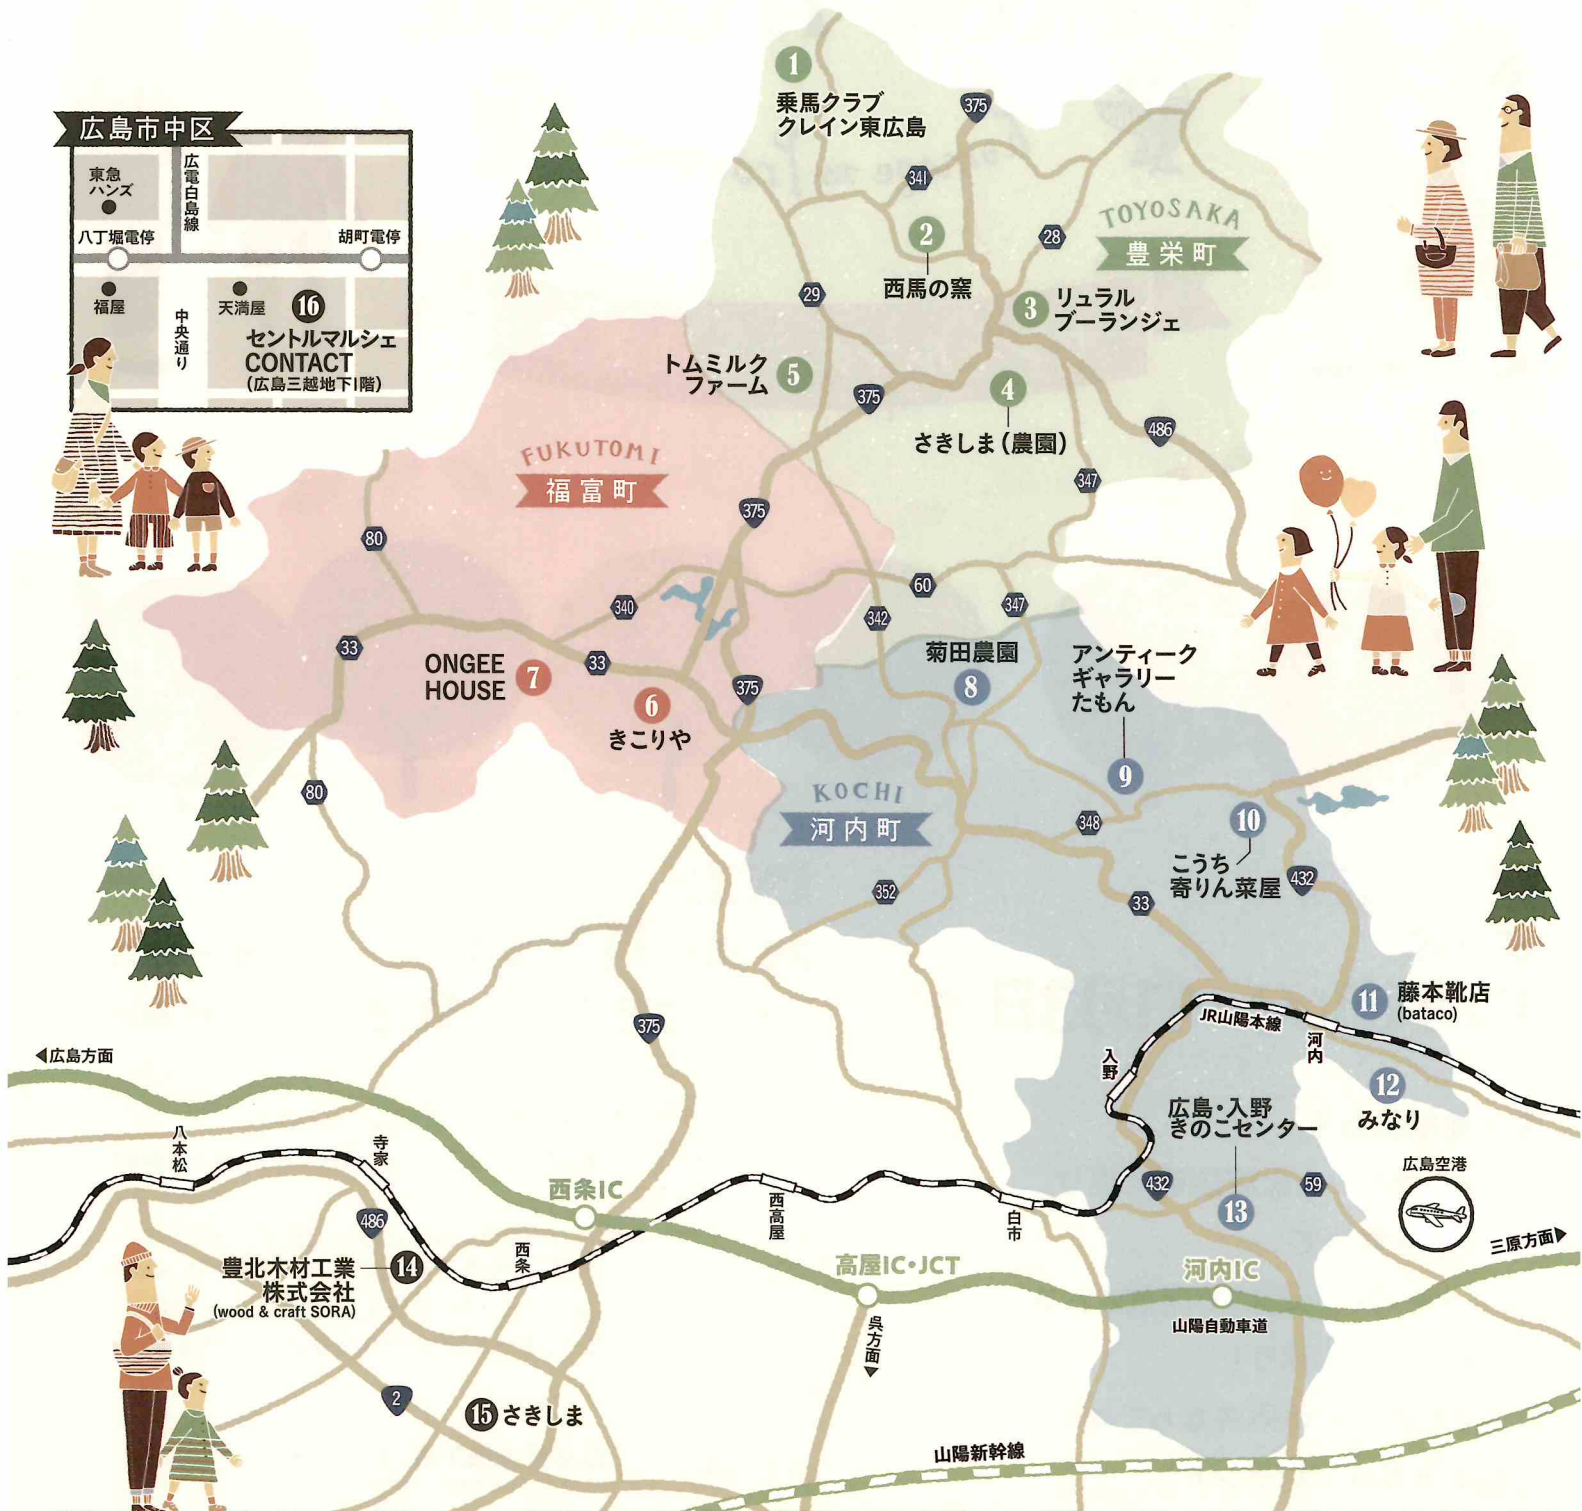 広島市中区
東急
ハンズ
広電白島線
八丁堀電停
胡町電停
福屋
天満屋
中央通り
16
セントルマルシェ
CONTACT
(広島三越地下1階)
1
乗馬クラブ
クレイン東広島
375
341
2
西馬の窯
28
TOYOSAKA
豊栄町
29
3
リュラル
ブーランジェ
トムミルク
ファーム
5
375
4
さきしま(農園)
486
347
FUKUTOMI
福富町
375
80
60
340
342
347
33
33
ONGEE
HOUSE
7
375
6
きこりや
80
菊田農園
8
アンティーク
ギャラリー
たもん
9
KOCHI
河内町
348
10
こうち
寄りん菜屋
432
352
33
375
11
藤本靴店
(bataco)
JR山陽本線
河内
入野
12
みなり
広島・入野
きのこセンター
13
432
59
広島空港
三原方面
広島方面
八本松
寺家
486
西条IC
西条
西高屋
白市
高屋IC・JCT
呉方面
河内IC
山陽自動車道
豊北木材工業
株式会社
(wood & craft SORA)
14
2
15
さきしま
山陽新幹線